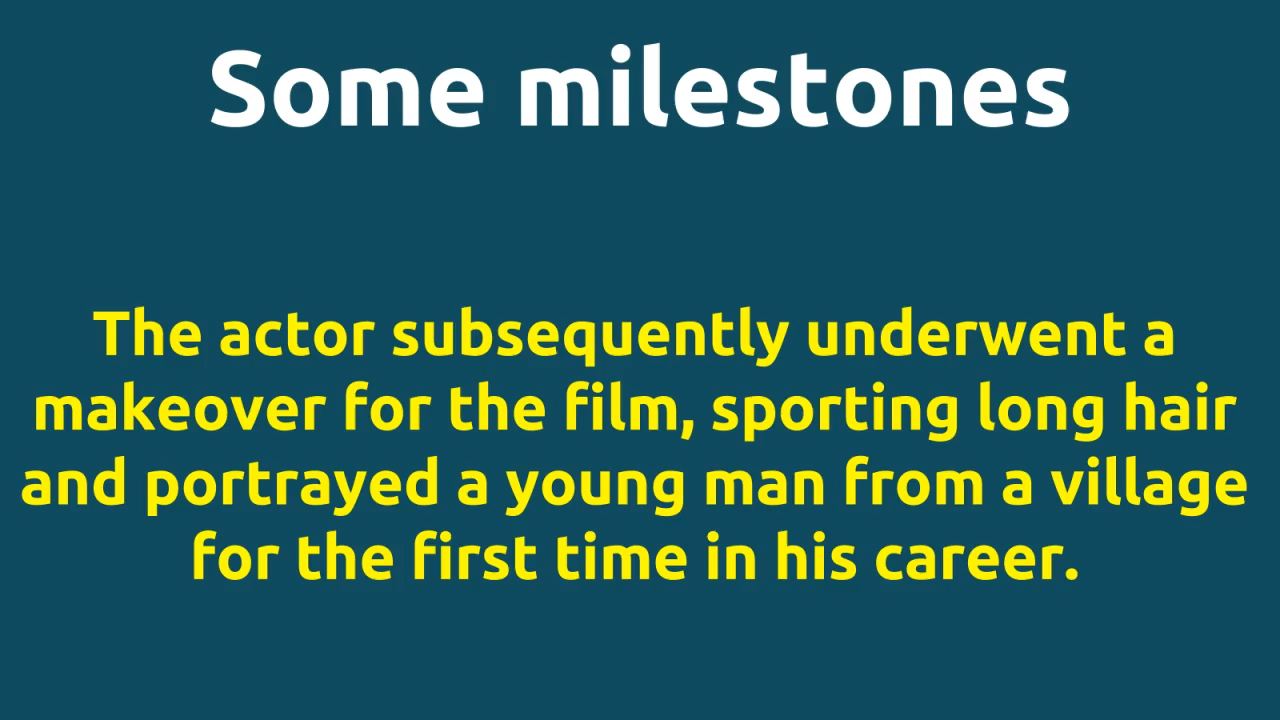 Some milestones
The actor subsequently underwent a
makeover for the film, sporting long hair
and portrayed a young man from a village
for the first time in his career.